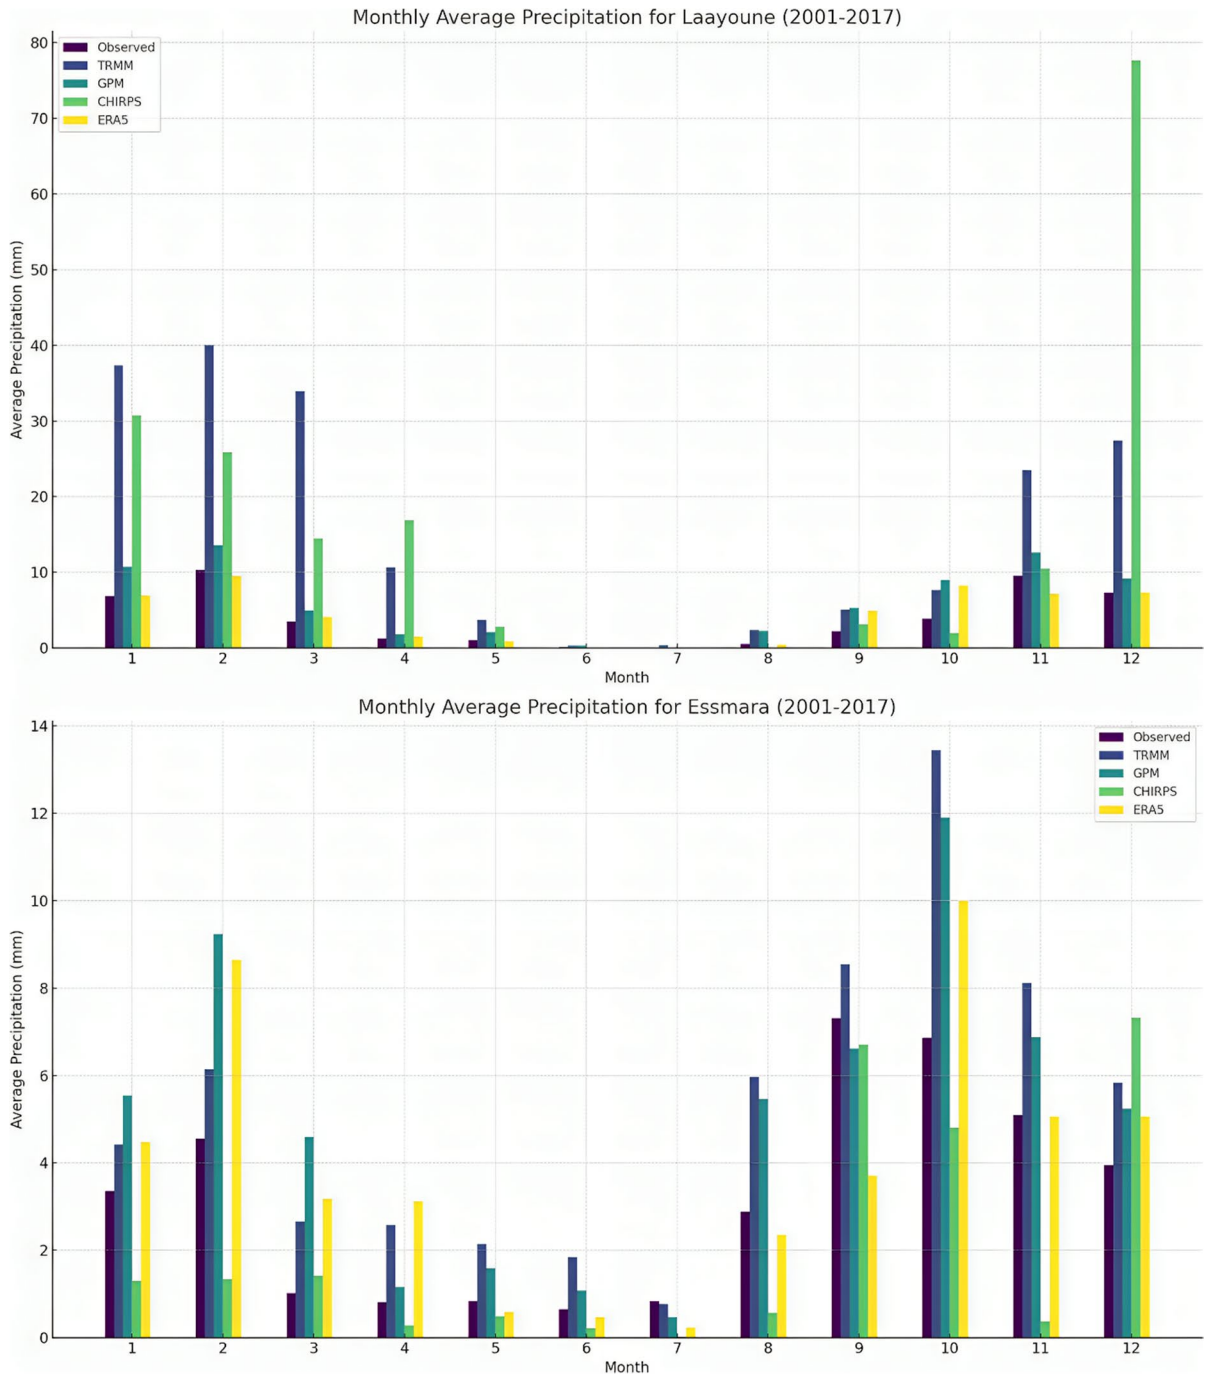 Monthly Average Precipitation for Laayoune (2001-2017)
Observed
TRMM
GPM
CHIRPS
ERA5
80
70
60
50
40
30
20
10
0
Average Precipitation (mm)
1 2 3 4 5 6 7 8 9 10 11 12
Month
Monthly Average Precipitation for Essmara (2001-2017)
Observed
TRMM
GPM
CHIRPS
ERA5
14
12
10
8
6
4
2
0
Average Precipitation (mm)
1 2 3 4 5 6 7 8 9 10 11 12
Month